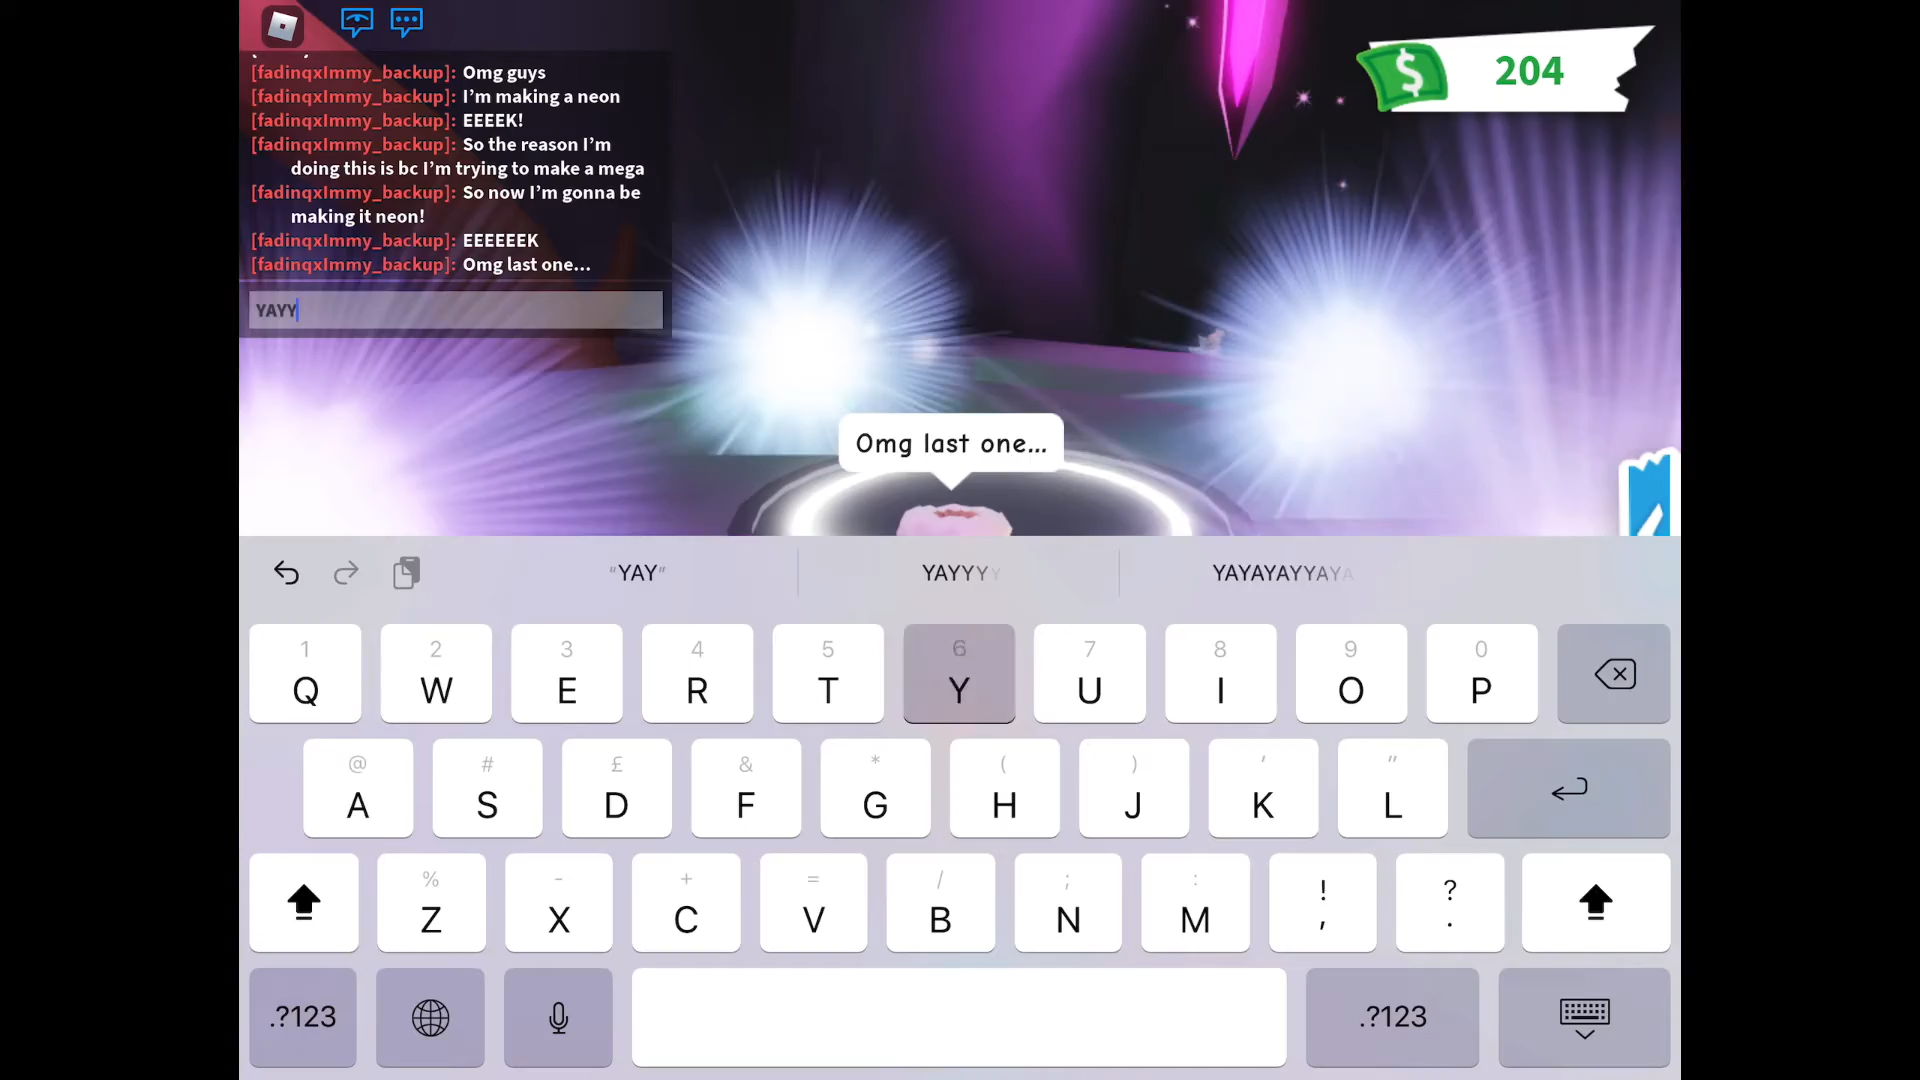 [fadinqxImmy_backup]: Omg guys
[fadinqxImmy_backup]: I'm making a neon
[fadinqxImmy_backup]: EEEEK!
[fadinqxImmy_backup]: So the reason I'm
doing this is bc I'm trying to make a mega
[fadinqxImmy_backup]: So now I'm gonna be
making it neon!
[fadinqxImmy_backup]: EEEEEEK
[fadinqxImmy_backup]: Omg last one...
YAYY
$ 204
Omg last one...
"YAY" YAYYYY YAYAYAYYAYA
1 2 3 4 5 6 7 8 9 0
Q W E R T Y U I O P
@ # £ & * ( ) ' "
A S D F G H J K L
% - + = / ; : ! ?
Z X C V B N M , .
.?123 .?123